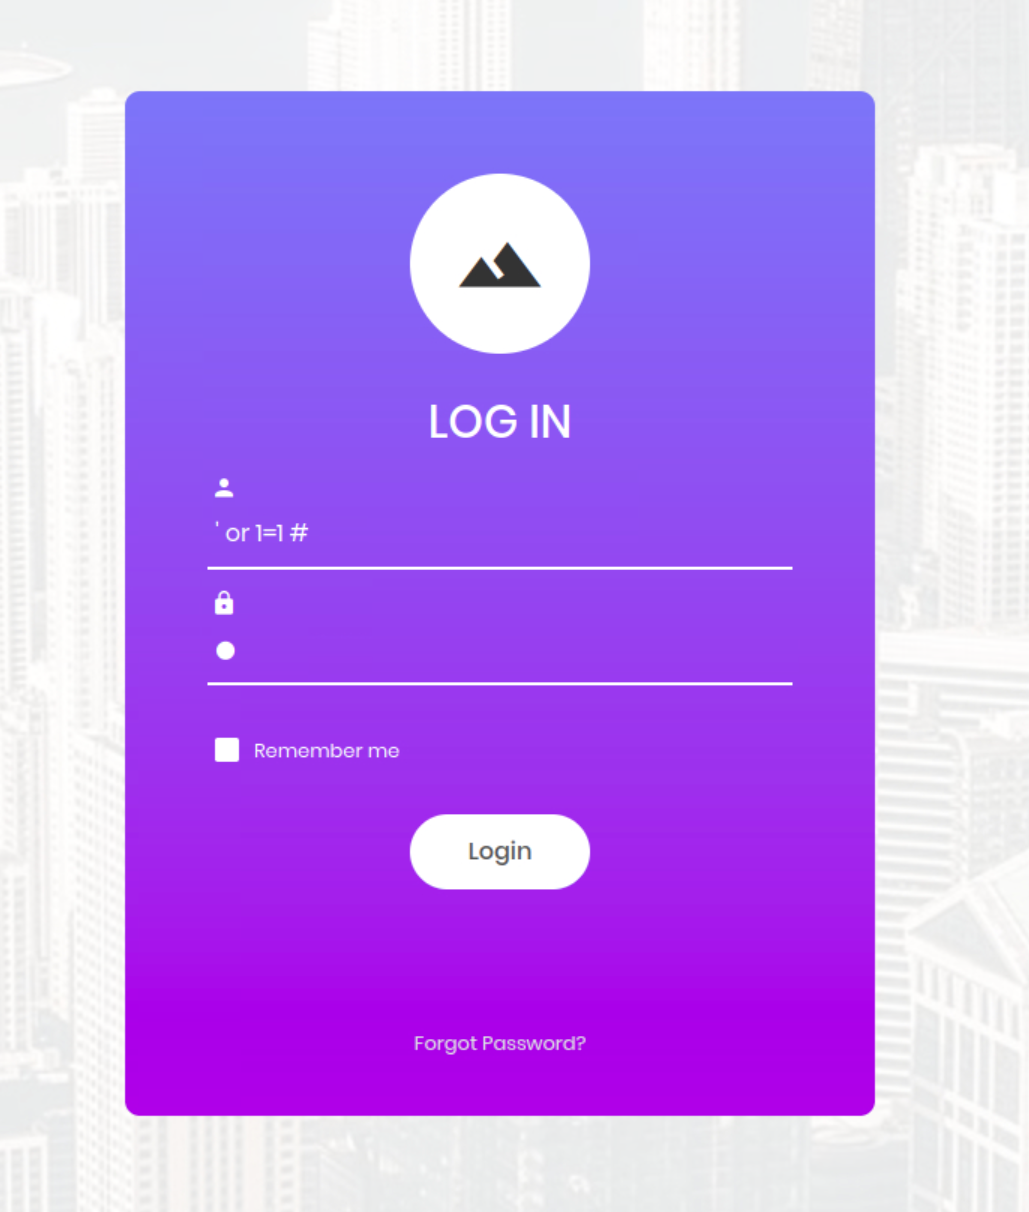 LOG IN
' or 1=1 #
Remember me
Login
Forgot Password?